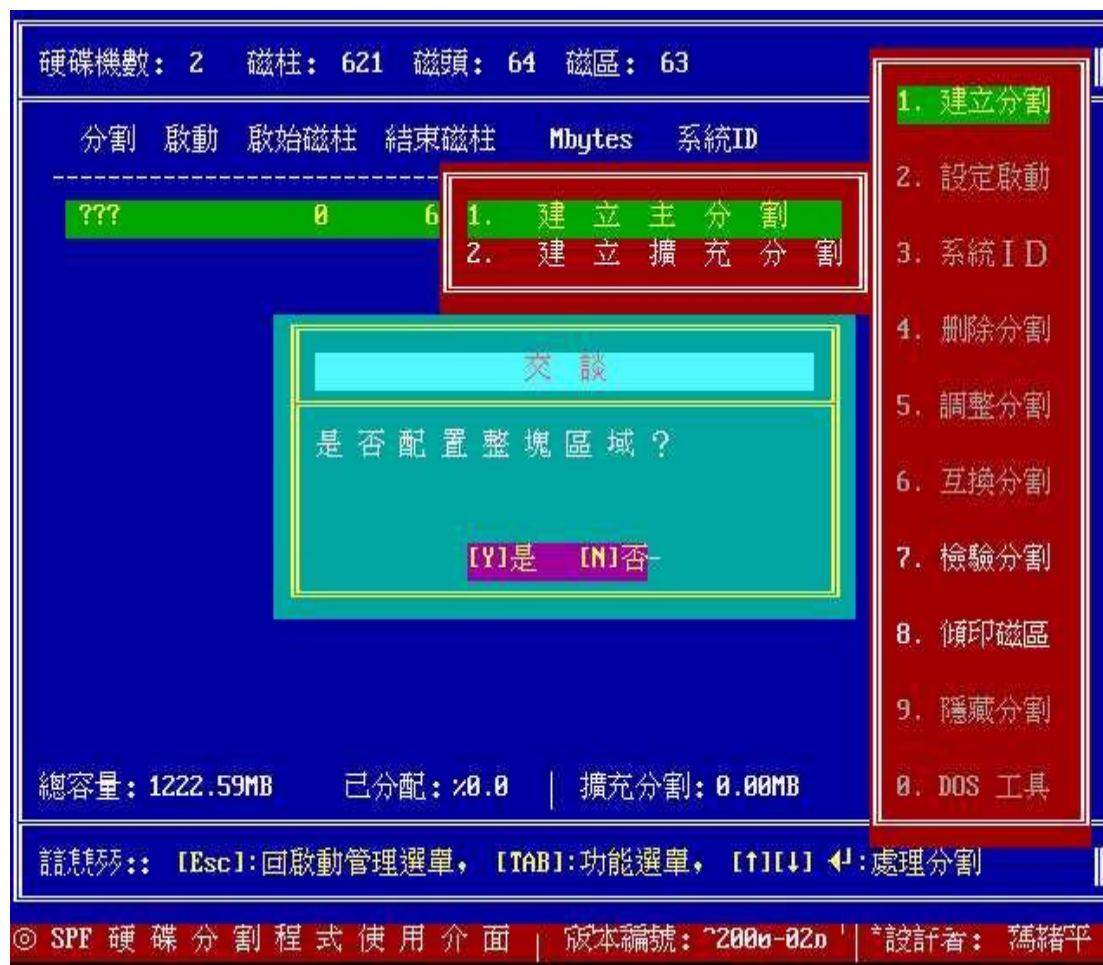 硬碟機數: 2 磁柱: 621 磁頭: 64 磁區: 63
分割 啟動 啟始磁柱 結束磁柱 Mbytes 系統ID
??? 0 6
1. 建立主分割
2. 建立擴充分割
交談
是否配置整塊區域?
[Y]是 [N]否
1. 建立分割
2. 設定啟動
3. 系統ID
4. 刪除分割
5. 調整分割
6. 互換分割
7. 檢驗分割
8. 傾印磁區
9. 隱藏分割
0. DOS 工具
總容量: 1222.59MB 已分配: %0.0 | 擴充分割: 0.00MB
[Esc]:回啟動管理選單, [TAB]:功能選單, [↑][↓] ↵:處理分割
◎ SPF 硬碟分割程式使用介面 | 版本編號: | 設計者: